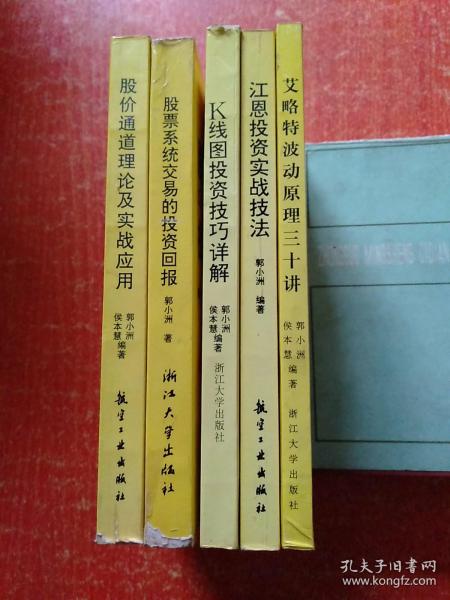 股价通道理论及实战应用
郭小洲
侯本慧编著
航空工业出版社
股票系统交易的投资回报
郭小洲 著
浙江大学出版社
K线图投资技巧详解
郭小洲
侯本慧编著
浙江大学出版社
江恩投资实战技法
郭小洲 编著
航空工业出版社
艾略特波动原理三十讲
郭小洲
侯本慧 编著
浙江大学出版社
孔夫子旧书网
www.kongfz.com